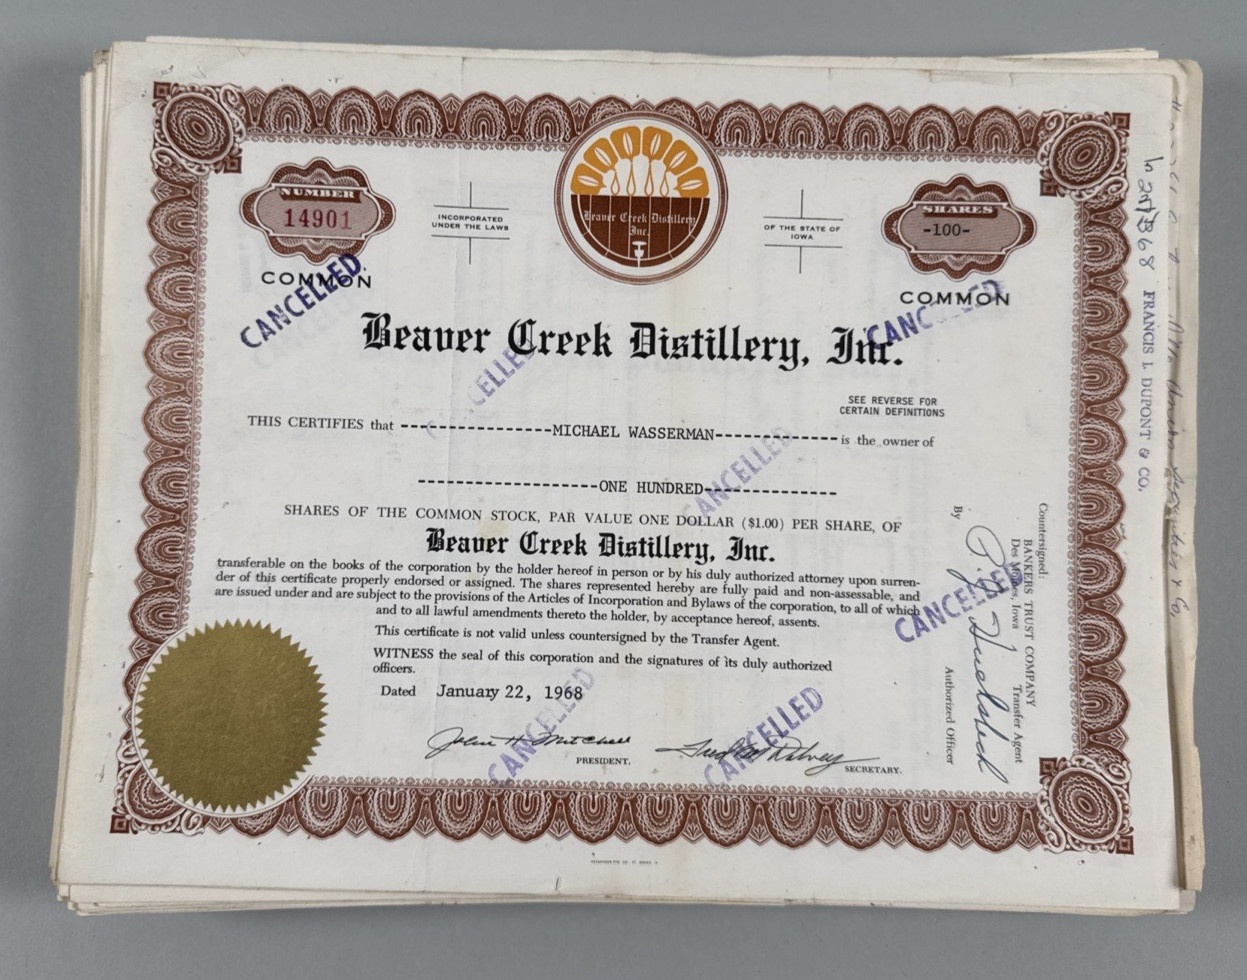 NUMBER
14901
COMMON
INCORPORATED
UNDER THE LAWS
Beaver Creek Distillery
Inc.
OF THE STATE OF
IOWA
SHARES
-100-
COMMON
CANCELLED
CANCELLED
Beaver Creek Distillery, Inc.
CANCELLED
SEE REVERSE FOR
CERTAIN DEFINITIONS
THIS CERTIFIES that ---------------MICHAEL WASSERMAN------------ is the owner of
CANCELLED
------------------ONE HUNDRED-------------
SHARES OF THE COMMON STOCK, PAR VALUE ONE DOLLAR ($1.00) PER SHARE, OF
Beaver Creek Distillery, Inc.
transferable on the books of the corporation by the holder hereof in person or by his duly authorized attorney upon surren-
der of this certificate properly endorsed or assigned. The shares represented hereby are fully paid and non-assessable, and
are issued under and are subject to the provisions of the Articles of Incorporation and Bylaws of the corporation, to all of which
and to all lawful amendments thereto the holder, by acceptance hereof, assents.
This certificate is not valid unless countersigned by the Transfer Agent.
WITNESS the seal of this corporation and the signatures of its duly authorized
officers.
Dated January 22, 1968
CANCELLED
CANCELLED
CANCELLED
John H. Mitchell
PRESIDENT.
SECRETARY.
Countersigned:
BANKERS TRUST COMPANY
Des Moines, Iowa Transfer Agent
By
Authorized Officer
FRANCIS I. DUPONT & CO.